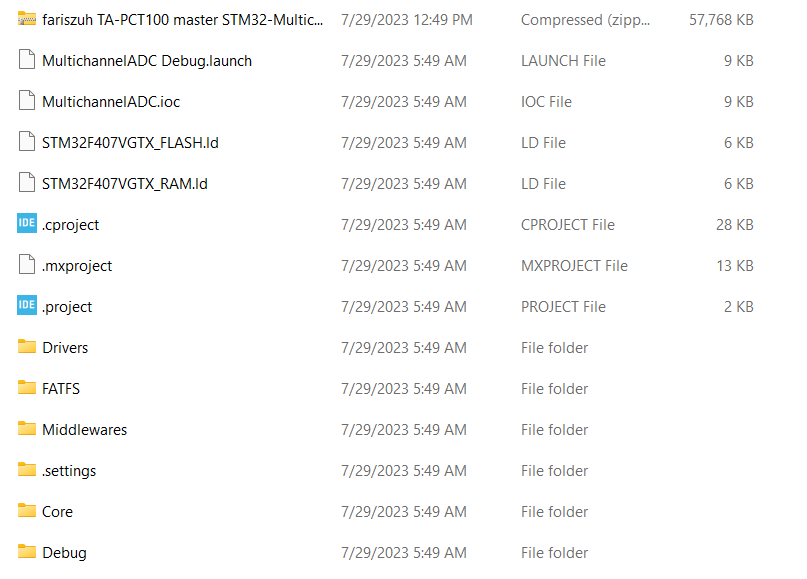 fariszuh TA-PCT100 master STM32-Multic... 7/29/2023 12:49 PM Compressed (zipp... 57,768 KB
MultichannelADC Debug.launch 7/29/2023 5:49 AM LAUNCH File 9 KB
MultichannelADC.ioc 7/29/2023 5:49 AM IOC File 9 KB
STM32F407VGTX_FLASH.ld 7/29/2023 5:49 AM LD File 6 KB
STM32F407VGTX_RAM.ld 7/29/2023 5:49 AM LD File 6 KB
IDE .cproject 7/29/2023 5:49 AM CPROJECT File 28 KB
.mxproject 7/29/2023 5:49 AM MXPROJECT File 13 KB
IDE .project 7/29/2023 5:49 AM PROJECT File 2 KB
Drivers 7/29/2023 5:49 AM File folder
FATFS 7/29/2023 5:49 AM File folder
Middlewares 7/29/2023 5:49 AM File folder
.settings 7/29/2023 5:49 AM File folder
Core 7/29/2023 5:49 AM File folder
Debug 7/29/2023 5:49 AM File folder